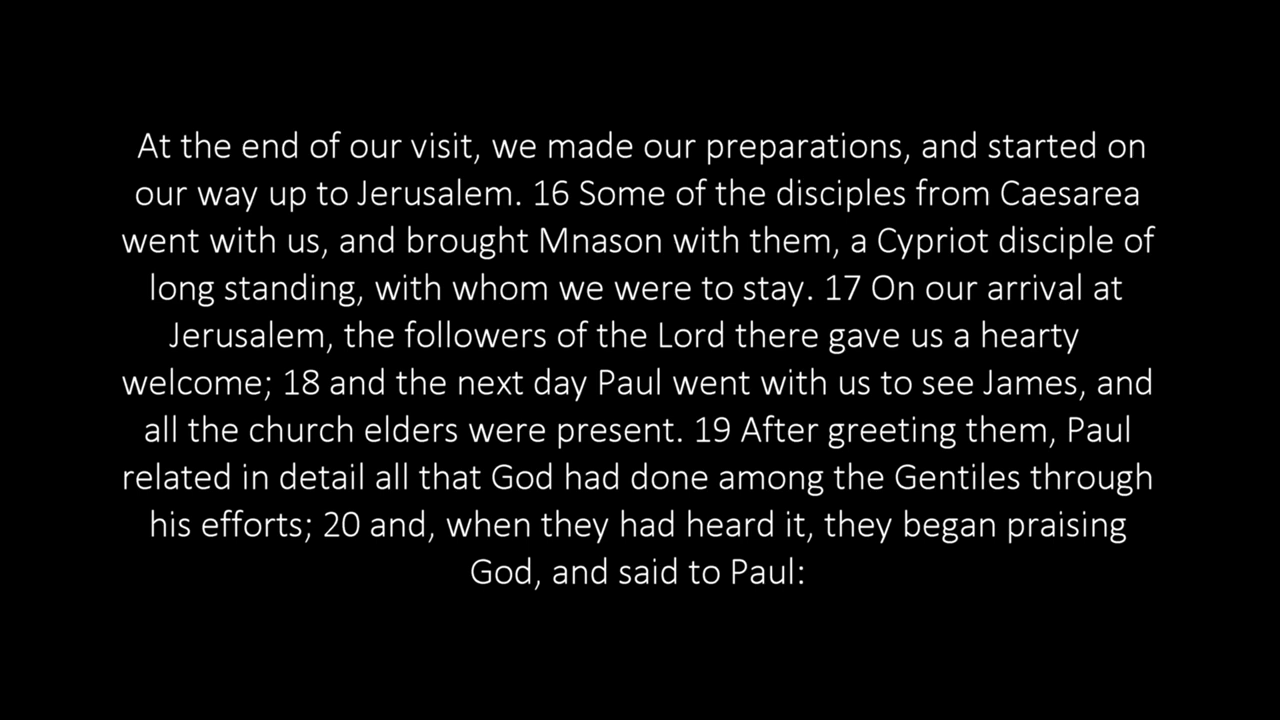 At the end of our visit, we made our preparations, and started on
our way up to Jerusalem. 16 Some of the disciples from Caesarea
went with us, and brought Mnason with them, a Cypriot disciple of
long standing, with whom we were to stay. 17 On our arrival at
Jerusalem, the followers of the Lord there gave us a hearty
welcome; 18 and the next day Paul went with us to see James, and
all the church elders were present. 19 After greeting them, Paul
related in detail all that God had done among the Gentiles through
his efforts; 20 and, when they had heard it, they began praising
God, and said to Paul: